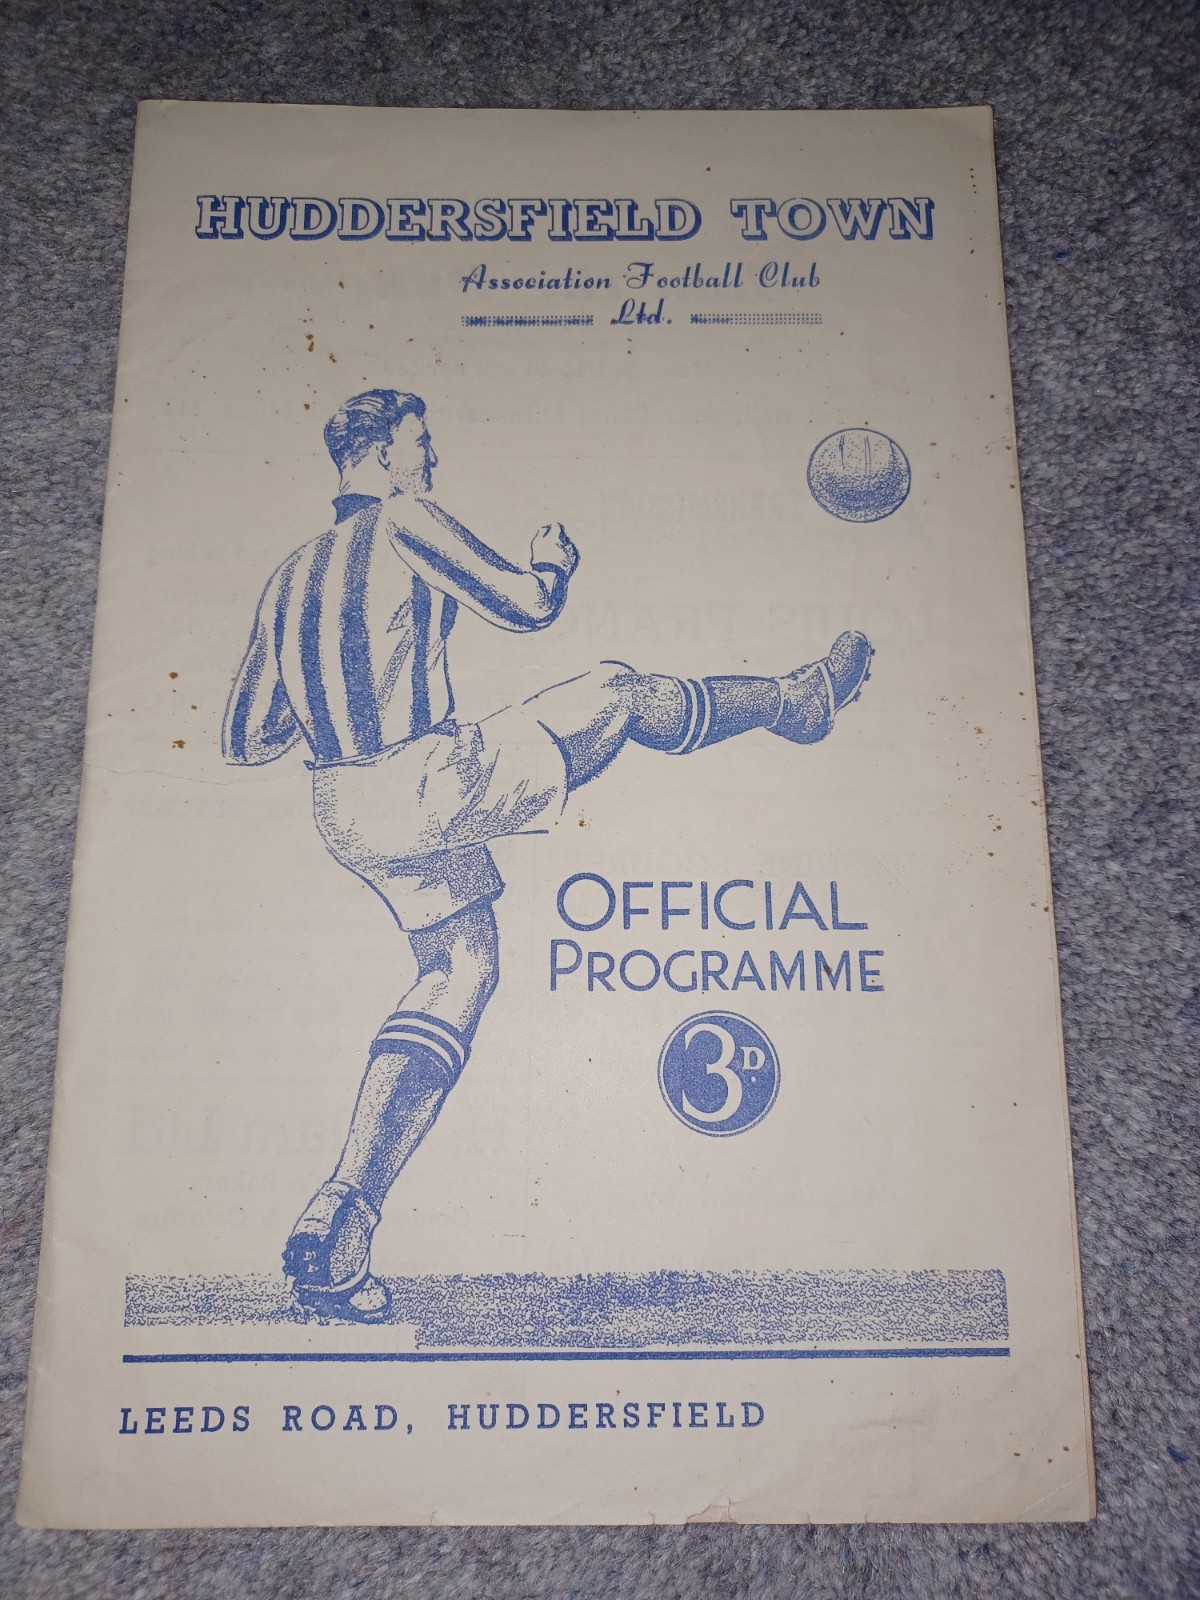 HUDDERSFIELD TOWN
Association Football Club
Ltd.
OFFICIAL
PROGRAMME
3D.
LEEDS ROAD, HUDDERSFIELD